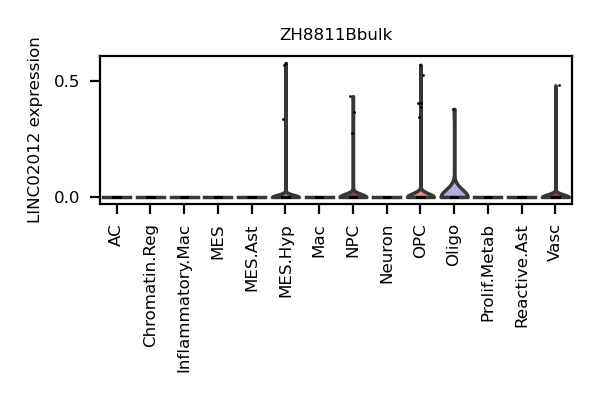 ZH8811Bbulk
LINC02012 expression
0.5
0.0
AC
Chromatin.Reg
Inflammatory.Mac
MES
MES.Ast
MES.Hyp
Mac
NPC
Neuron
OPC
Oligo
Prolif.Metab
Reactive.Ast
Vasc